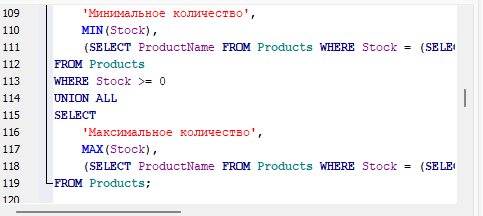 109 'Минимальное количество',
110 MIN(Stock),
111 (SELECT ProductName FROM Products WHERE Stock = (SELEC
112 FROM Products
113 WHERE Stock >= 0
114 UNION ALL
115 SELECT
116 'Максимальное количество',
117 MAX(Stock),
118 (SELECT ProductName FROM Products WHERE Stock = (SELEC
119 FROM Products;
120